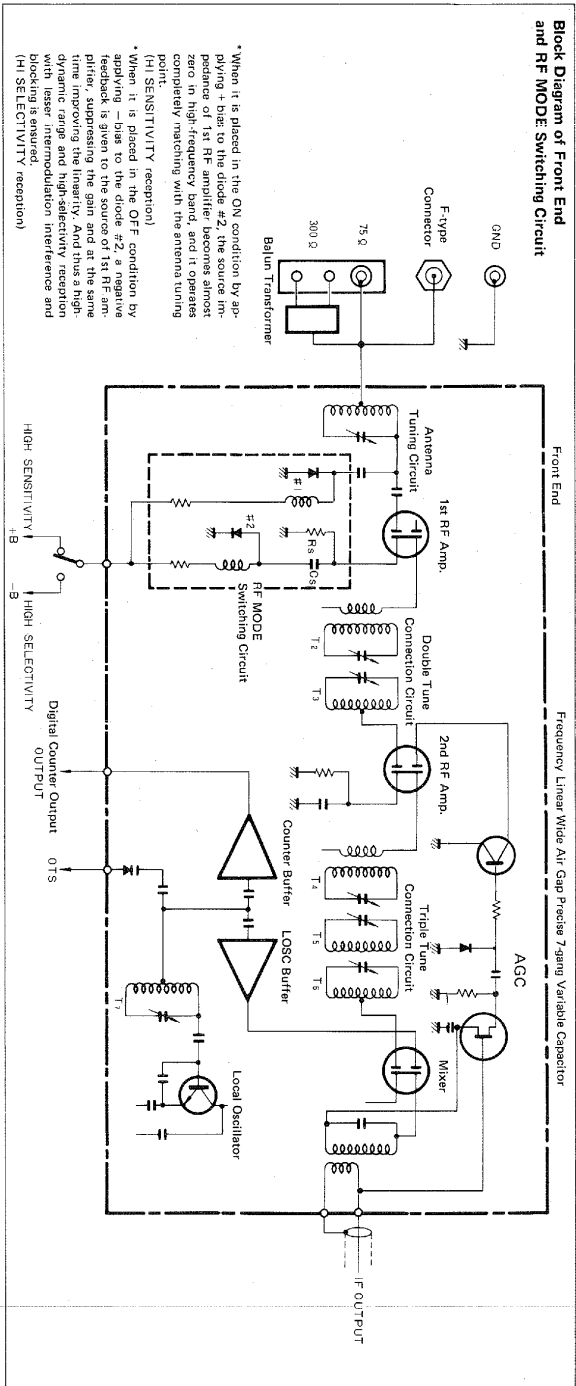 Block Diagram of Front End
and RF MODE Switching Circuit
GND
F-type
Connector
75 Ω
300 Ω
Balun Transformer
* When it is placed in the ON condition by ap-
plying + bias to the diode #2, the source im-
pedance of 1st RF amplifier becomes almost
zero in high-frequency band, and it operates
completely matching with the antenna tuning
point.
(HI SENSITIVITY reception)
* When it is placed in the OFF condition by
applying − bias to the diode #2, a negative
feedback is given to the source of 1st RF am-
plifier, suppressing the gain and at the same
time improving the linearity. And thus a high-
dynamic range and high-selectivity reception
with lesser intermodulation interference and
blocking is ensured.
(HI SELECTIVITY reception)
Front End
Frequency Linear Wide Air Gap Precise 7-gang Variable Capacitor
Antenna
Tuning Circuit
1st RF Amp.
Double Tune
Connection Circuit
T2
T3
2nd RF Amp.
Triple Tune
Connection Circuit
T4
T5
T6
AGC
Mixer
IF OUTPUT
#1
#2
Rs
Cs
RF MODE
Switching Circuit
Counter Buffer
LOSC Buffer
T7
Local Oscillator
HIGH SENSITIVITY
+B
−B
HIGH SELECTIVITY
Digital Counter Output
OUTPUT
OTS